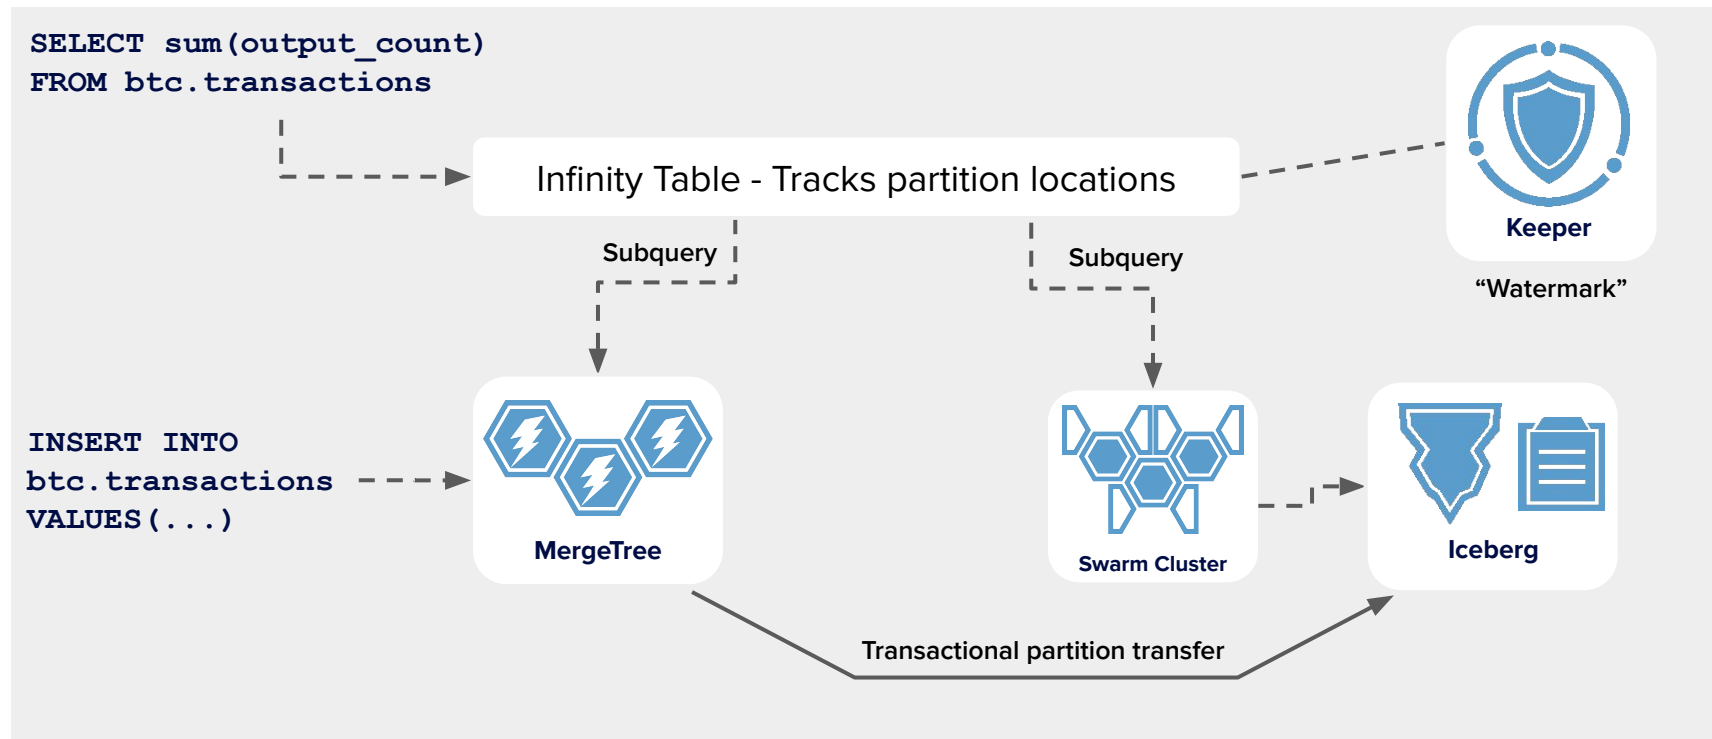 SELECT sum(output_count)
FROM btc.transactions
Infinity Table - Tracks partition locations
Keeper
“Watermark”
Subquery
Subquery
INSERT INTO
btc.transactions
VALUES(...)
MergeTree
Swarm Cluster
Iceberg
Transactional partition transfer